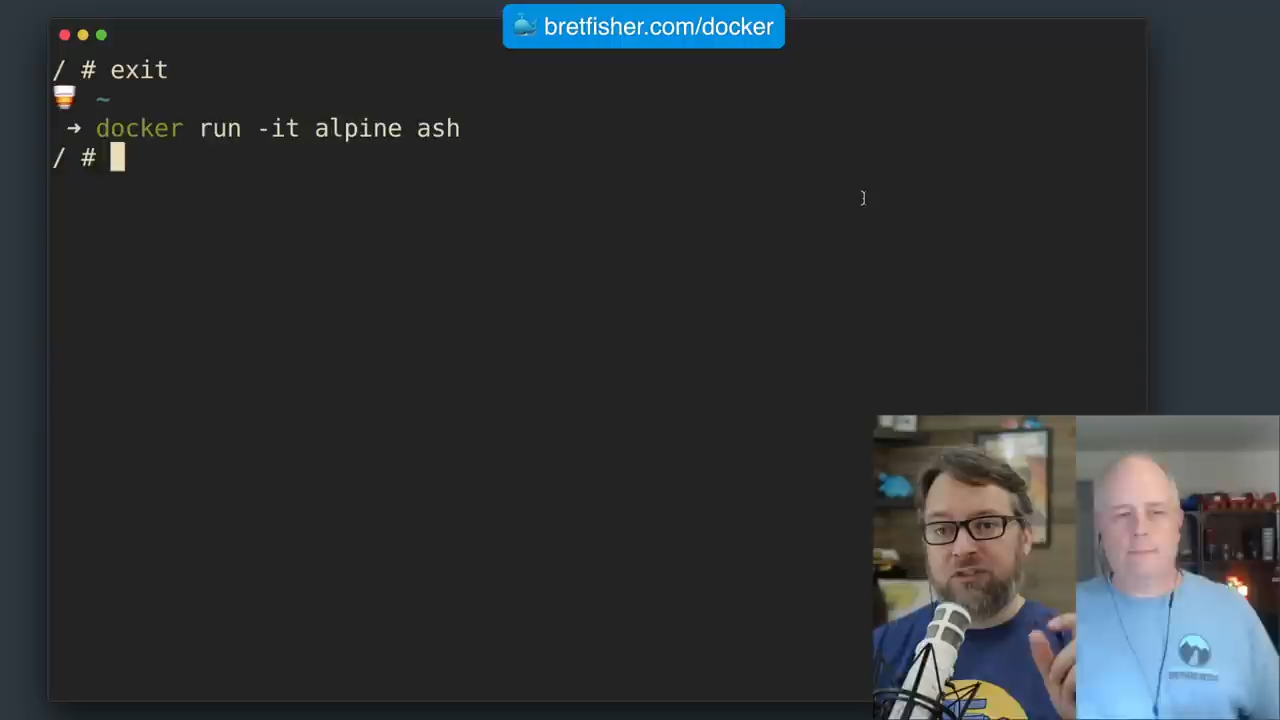 bretfisher.com/docker
/ # exit
~
→ docker run -it alpine ash
/ #